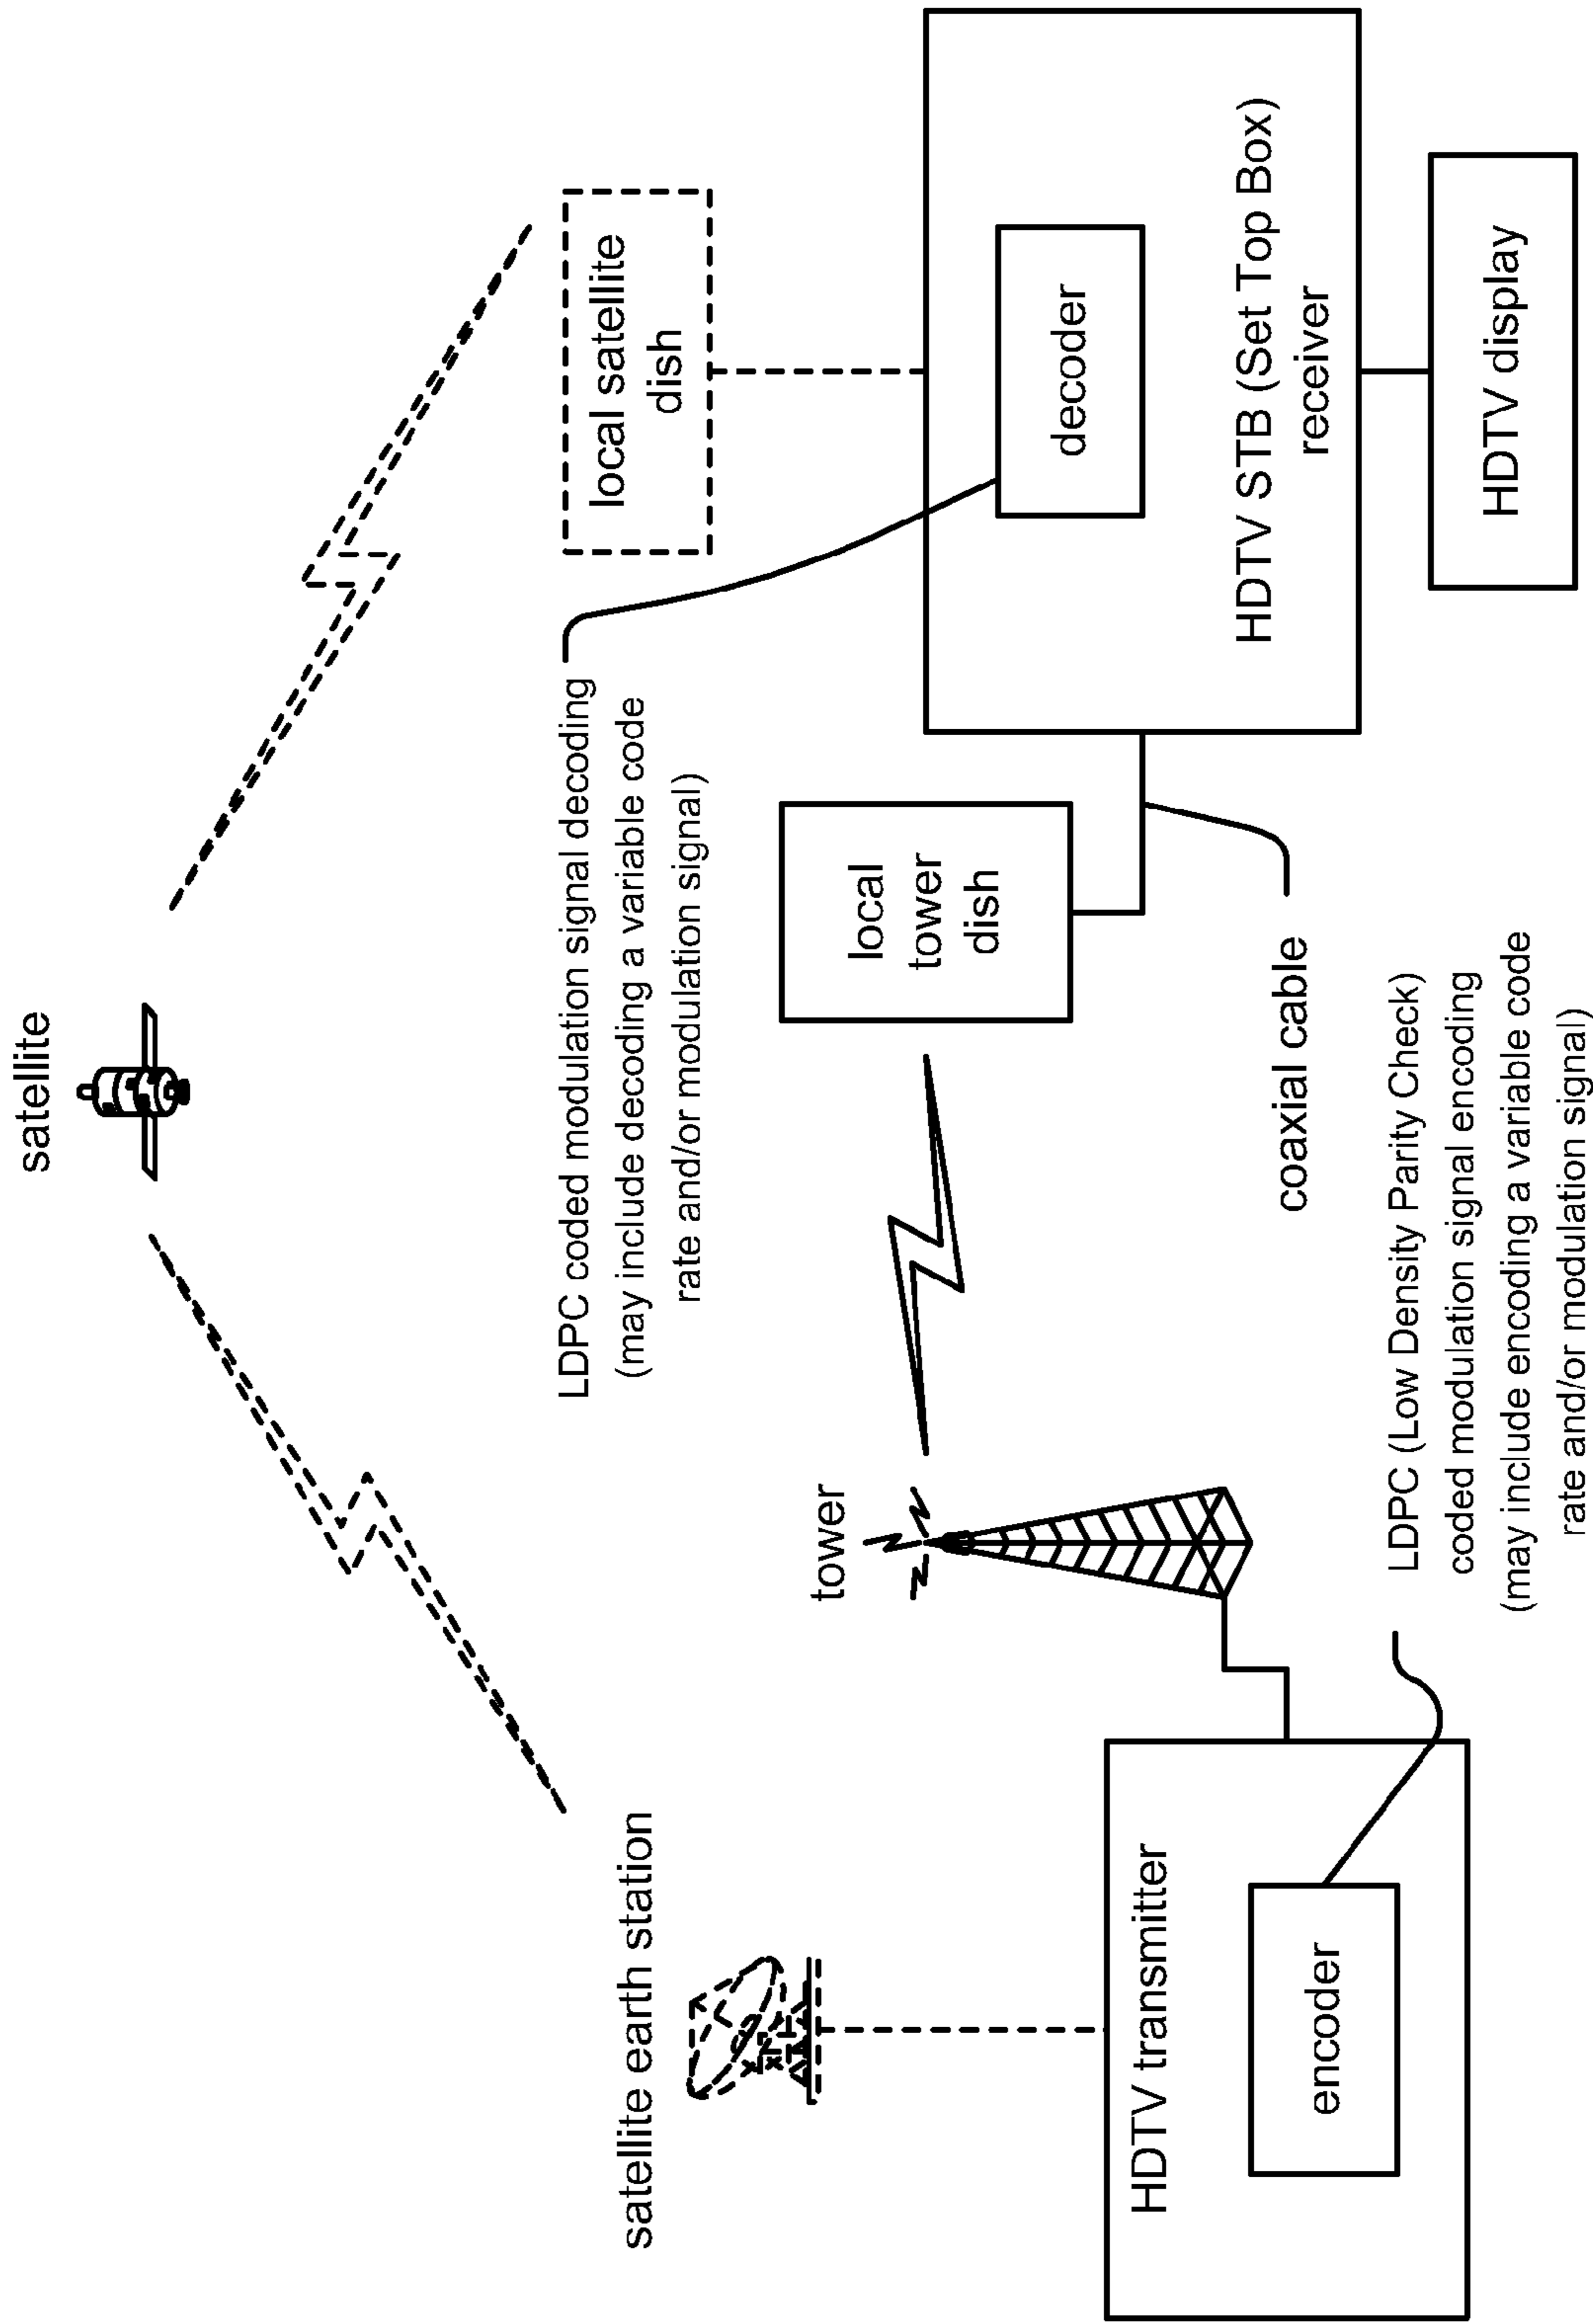 satellite
satellite earth station
local satellite
dish
LDPC coded modulation signal decoding
(may include decoding a variable code
rate and/or modulation signal)
tower
local
tower
dish
decoder
HDTV STB (Set Top Box)
receiver
HDTV transmitter
encoder
coaxial cable
LDPC (Low Density Parity Check)
coded modulation signal encoding
(may include encoding a variable code
rate and/or modulation signal)
HDTV display